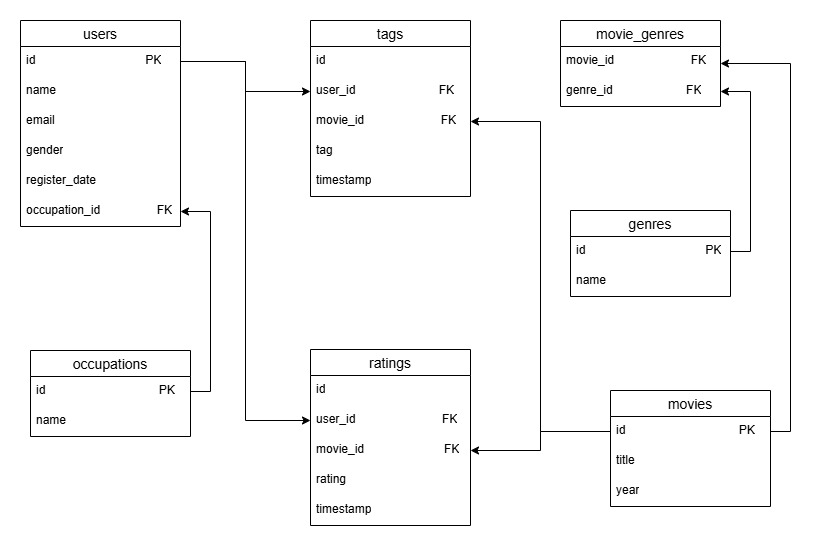 users
id PK
name
email
gender
register_date
occupation_id FK
tags
id
user_id FK
movie_id FK
tag
timestamp
movie_genres
movie_id FK
genre_id FK
genres
id PK
name
occupations
id PK
name
ratings
id
user_id FK
movie_id FK
rating
timestamp
movies
id PK
title
year